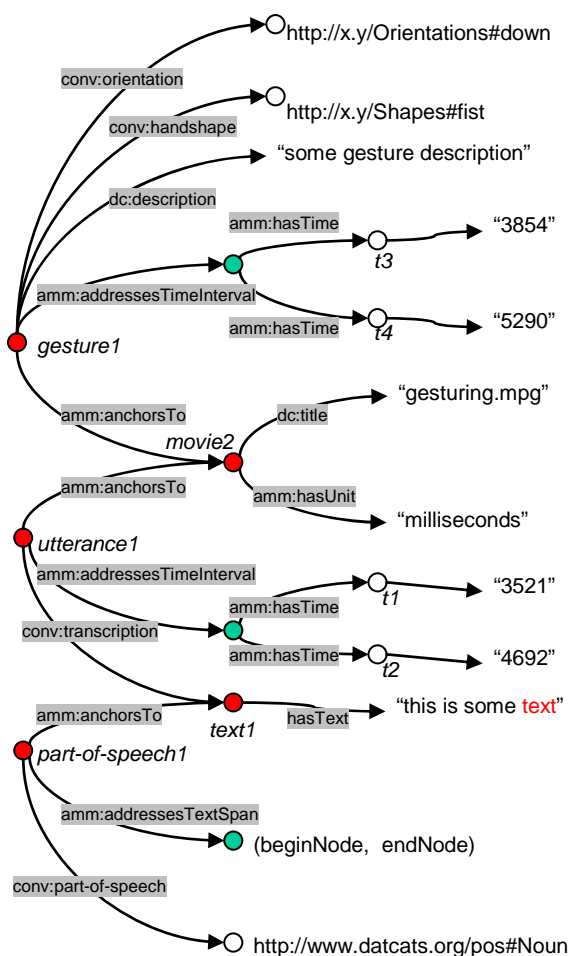 http://x.y/Orientations#down
conv:orientation
http://x.y/Shapes#fist
conv:handshape
“some gesture description”
dc:description
amm:hasTime
“3854”
t3
amm:addressesTimeInterval
amm:hasTime
t4
“5290”
gesture1
“gesturing.mpg”
amm:anchorsTo
dc:title
movie2
amm:anchorsTo
amm:hasUnit
“milliseconds”
utterance1
amm:addressesTimeInterval
“3521”
t1
amm:hasTime
conv:transcription
amm:hasTime
“4692”
t2
“this is some text”
amm:anchorsTo
hasText
text1
part-of-speech1
amm:addressesTextSpan
(beginNode, endNode)
conv:part-of-speech
http://www.datcats.org/pos#Noun